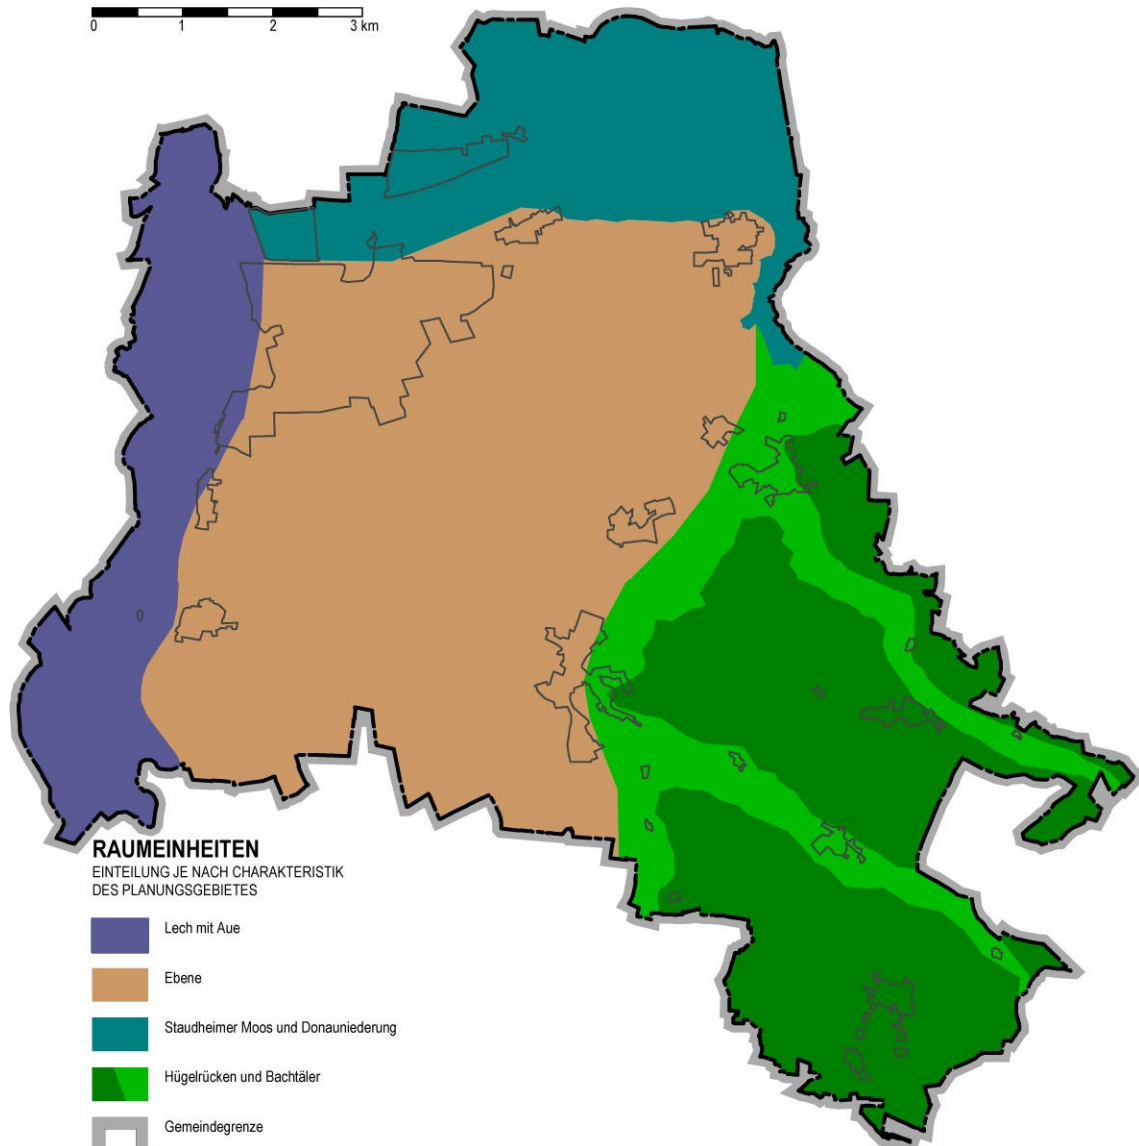 0 1 2 3 km
RAUMEINHEITEN
EINTEILUNG JE NACH CHARAKTERISTIK
DES PLANUNGSGEBIETES
Lech mit Aue
Ebene
Staudheimer Moos und Donauniederung
Hügelrücken und Bachtäler
Gemeindegrenze